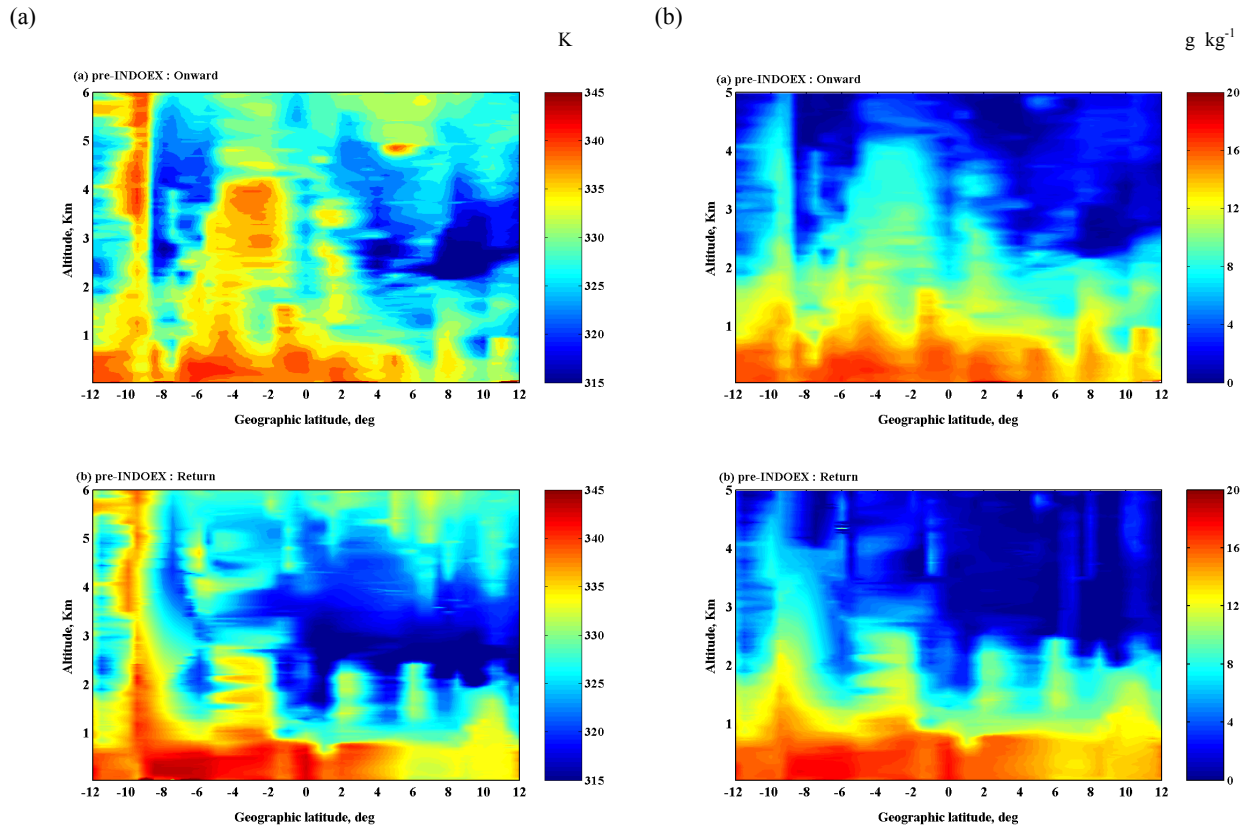 (a)
(b)
K
g kg-1
(a) pre-INDOEX : Onward
6
5
4
3
2
1
Altitude, Km
-12 -10 -8 -6 -4 -2 0 2 4 6 8 10 12
Geographic latitude, deg
345
340
335
330
325
320
315
(a) pre-INDOEX : Onward
5
4
3
2
1
Altitude, Km
-12 -10 -8 -6 -4 -2 0 2 4 6 8 10 12
Geographic latitude, deg
20
16
12
8
4
0
(b) pre-INDOEX : Return
6
5
4
3
2
1
Altitude, Km
-12 -10 -8 -6 -4 -2 0 2 4 6 8 10 12
Geographic latitude, deg
345
340
335
330
325
320
315
(b) pre-INDOEX : Return
5
4
3
2
1
Altitude, Km
-12 -10 -8 -6 -4 -2 0 2 4 6 8 10 12
Geographic latitude, deg
20
16
12
8
4
0